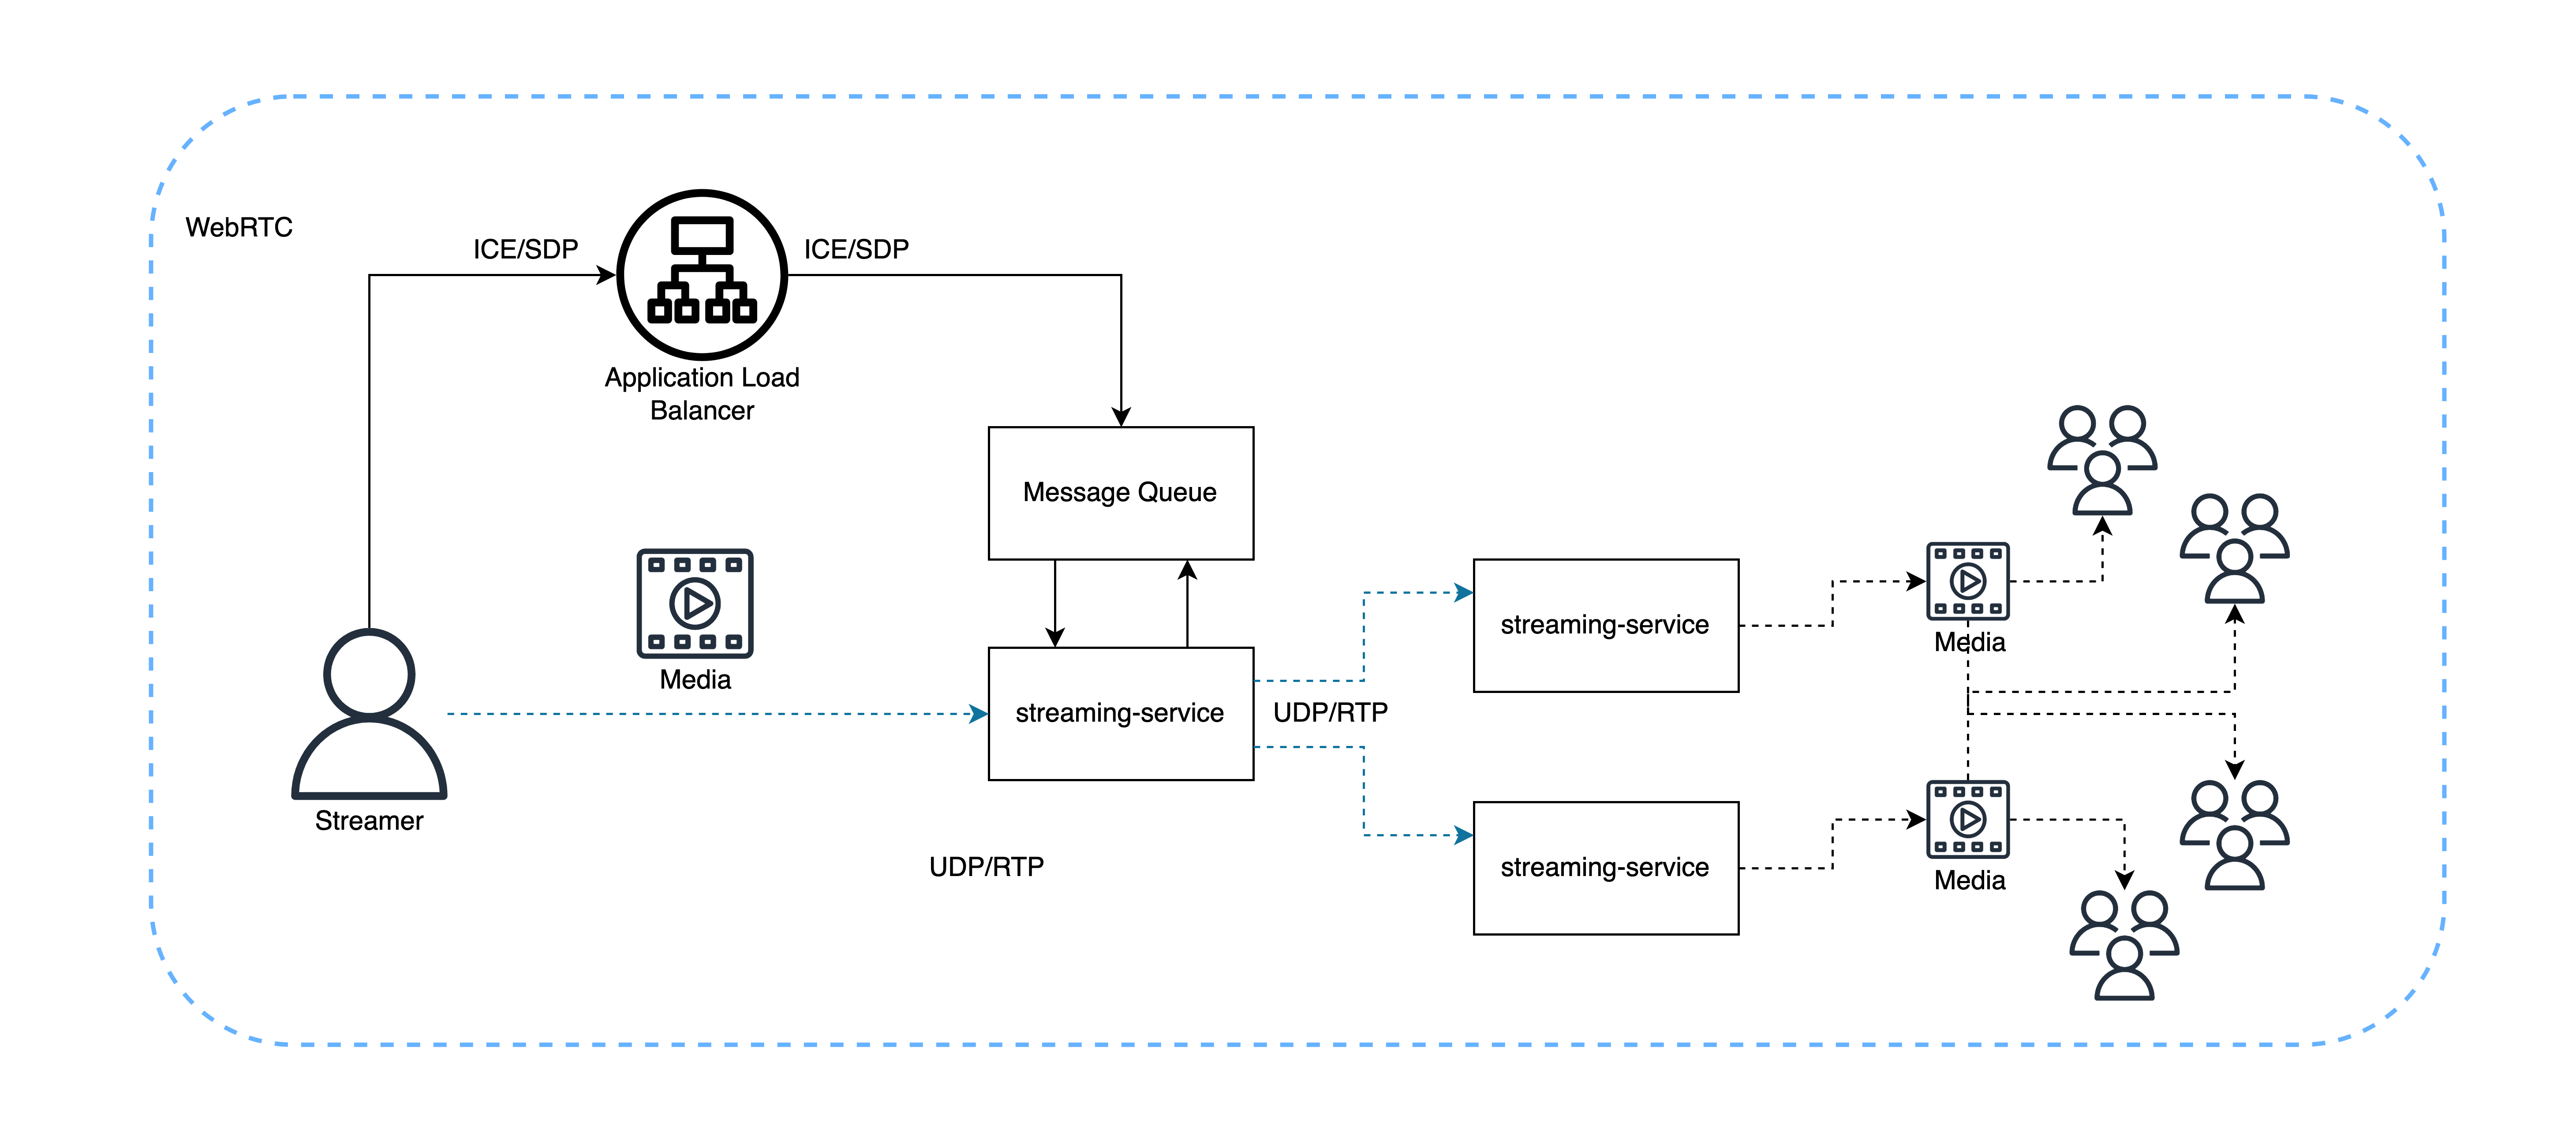 WebRTC
ICE/SDP
ICE/SDP
Application Load
Balancer
Message Queue
Media
streaming-service
UDP/RTP
streaming-service
Media
Streamer
UDP/RTP
streaming-service
Media